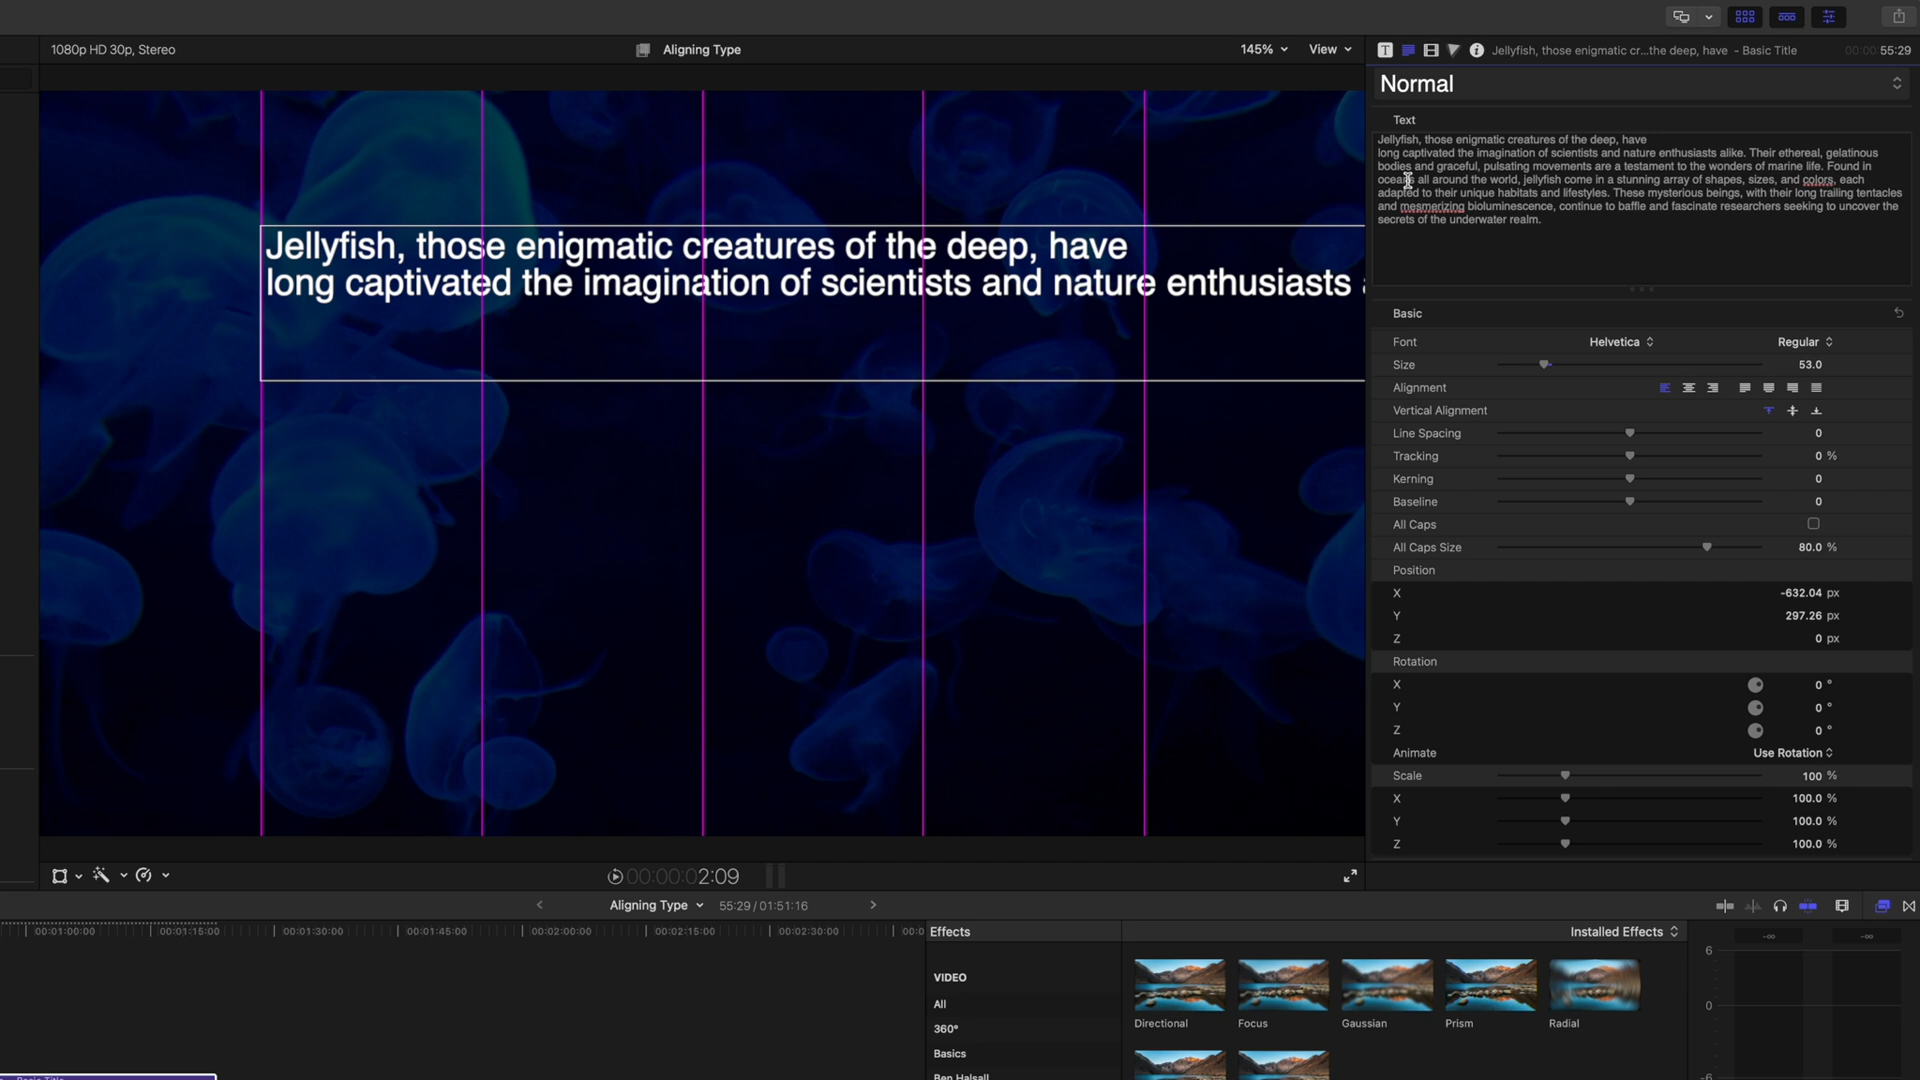 1080p HD 30p, Stereo
Aligning Type
145%
View
Jellyfish, those enigmatic cr...the deep, have - Basic Title
00:00:55:29
Normal
Text
Jellyfish, those enigmatic creatures of the deep, have
long captivated the imagination of scientists and nature enthusiasts alike. Their ethereal, gelatinous
bodies and graceful, pulsating movements are a testament to the wonders of marine life. Found in
oceans all around the world, jellyfish come in a stunning array of shapes, sizes, and colors, each
adapted to their unique habitats and lifestyles. These mysterious beings, with their long trailing tentacles
and mesmerizing bioluminescence, continue to baffle and fascinate researchers seeking to uncover the
secrets of the underwater realm.
Jellyfish, those enigmatic creatures of the deep, have
long captivated the imagination of scientists and nature enthusiasts
Basic
Font Helvetica Regular
Size 53.0
Alignment
Vertical Alignment
Line Spacing 0
Tracking 0 %
Kerning 0
Baseline 0
All Caps
All Caps Size 80.0 %
Position
X -632.04 px
Y 297.26 px
Z 0 px
Rotation
X 0 °
Y 0 °
Z 0 °
Animate Use Rotation
Scale 100 %
X 100.0 %
Y 100.0 %
Z 100.0 %
00:00:02:09
Aligning Type
55:29 / 01:51:16
00:01:00:00
00:01:15:00
00:01:30:00
00:01:45:00
00:02:00:00
00:02:15:00
00:02:30:00
00:0
Effects
Installed Effects
VIDEO
All
360°
Basics
Ben Halsall
Directional
Focus
Gaussian
Prism
Radial
-∞
-∞
6
0
-6
Basic Title